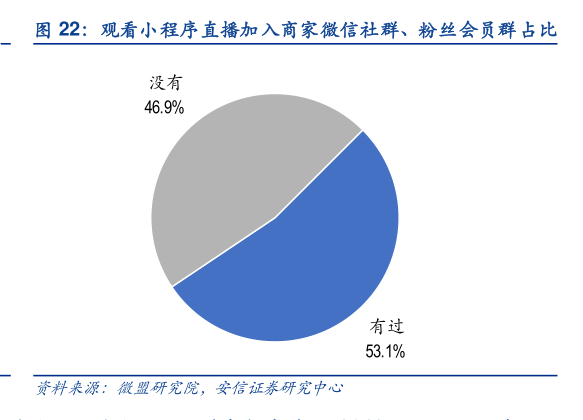 图 22：观看小程序直播加入商家微信社群、粉丝会员群占比
没有
46.9%
有过
53.1%
资料来源：微盟研究院，安信证券研究中心